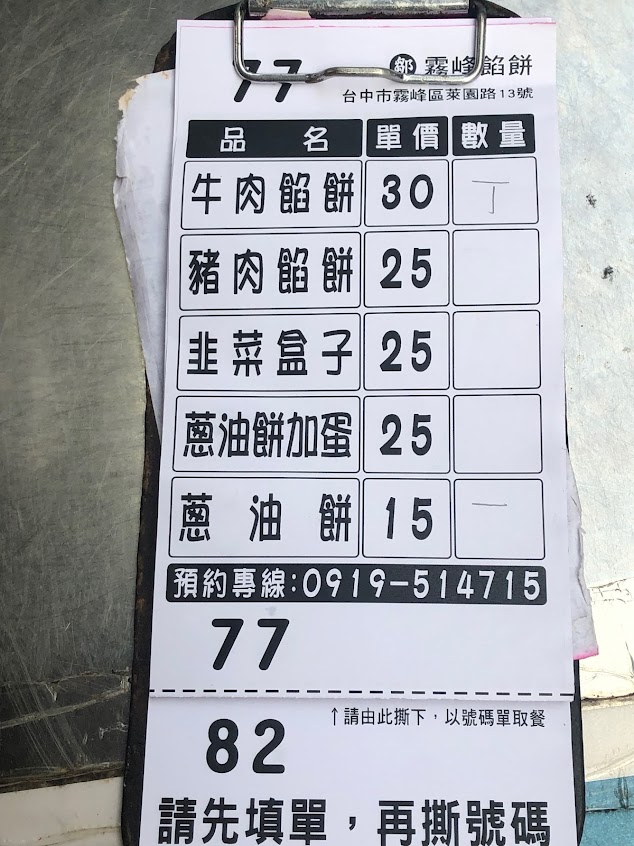 77 鄒 霧峰餡餅
台中市霧峰區萊園路13號
品名 單價 數量
牛肉餡餅 30 丅
豬肉餡餅 25
韭菜盒子 25
蔥油餅加蛋 25
蔥油餅 15 一
預約專線:0919-514715
77
↑請由此撕下,以號碼單取餐
82
請先填單,再撕號碼